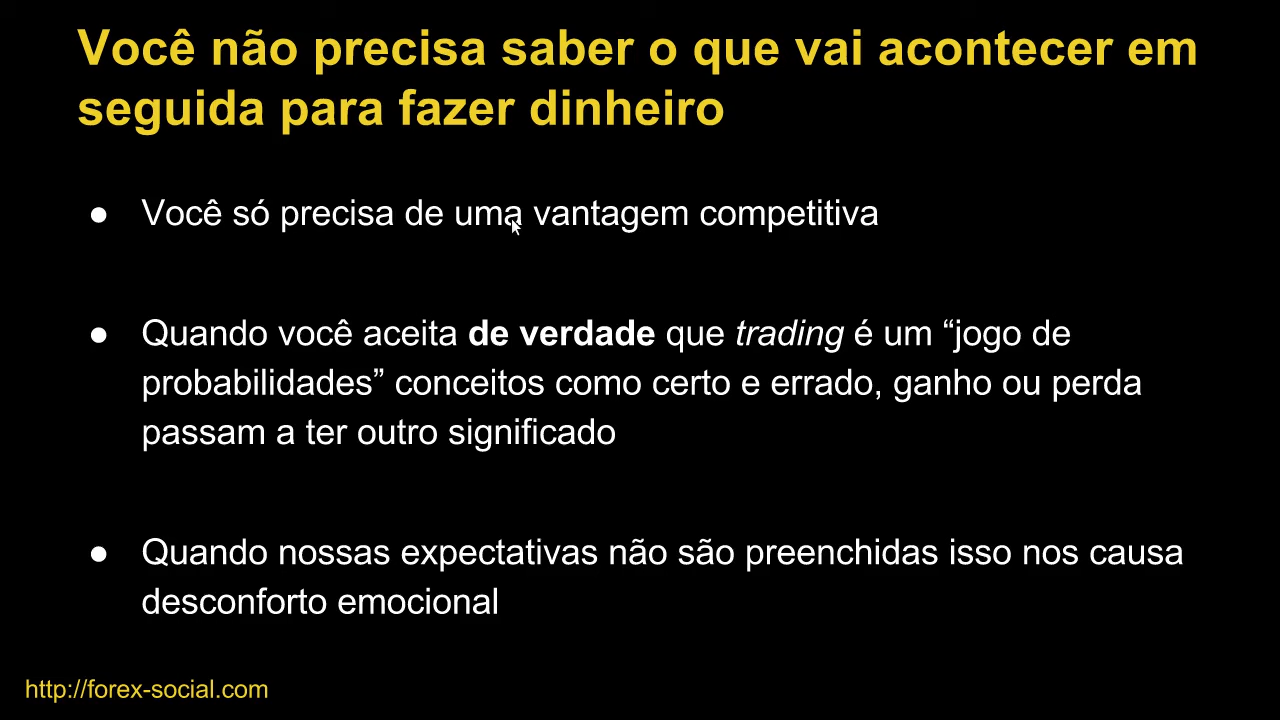 Você não precisa saber o que vai acontecer em
seguida para fazer dinheiro
● Você só precisa de uma vantagem competitiva
● Quando você aceita de verdade que trading é um “jogo de
probabilidades” conceitos como certo e errado, ganho ou perda
passam a ter outro significado
● Quando nossas expectativas não são preenchidas isso nos causa
desconforto emocional
http://forex-social.com